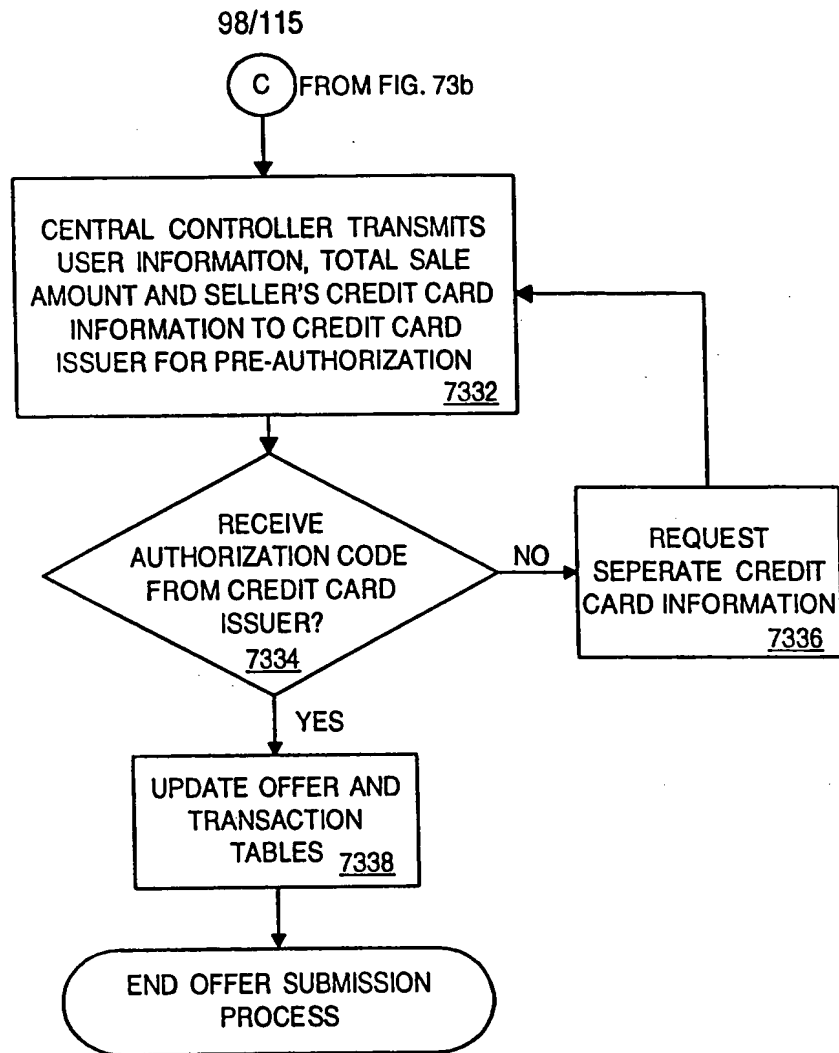 98/115
C FROM FIG. 73b
CENTRAL CONTROLLER TRANSMITS
USER INFORMAITON, TOTAL SALE
AMOUNT AND SELLER'S CREDIT CARD
INFORMATION TO CREDIT CARD
ISSUER FOR PRE-AUTHORIZATION
7332
RECEIVE
AUTHORIZATION CODE
FROM CREDIT CARD
ISSUER?
7334
NO
REQUEST
SEPERATE CREDIT
CARD INFORMATION
7336
YES
UPDATE OFFER AND
TRANSACTION
TABLES 7338
END OFFER SUBMISSION
PROCESS